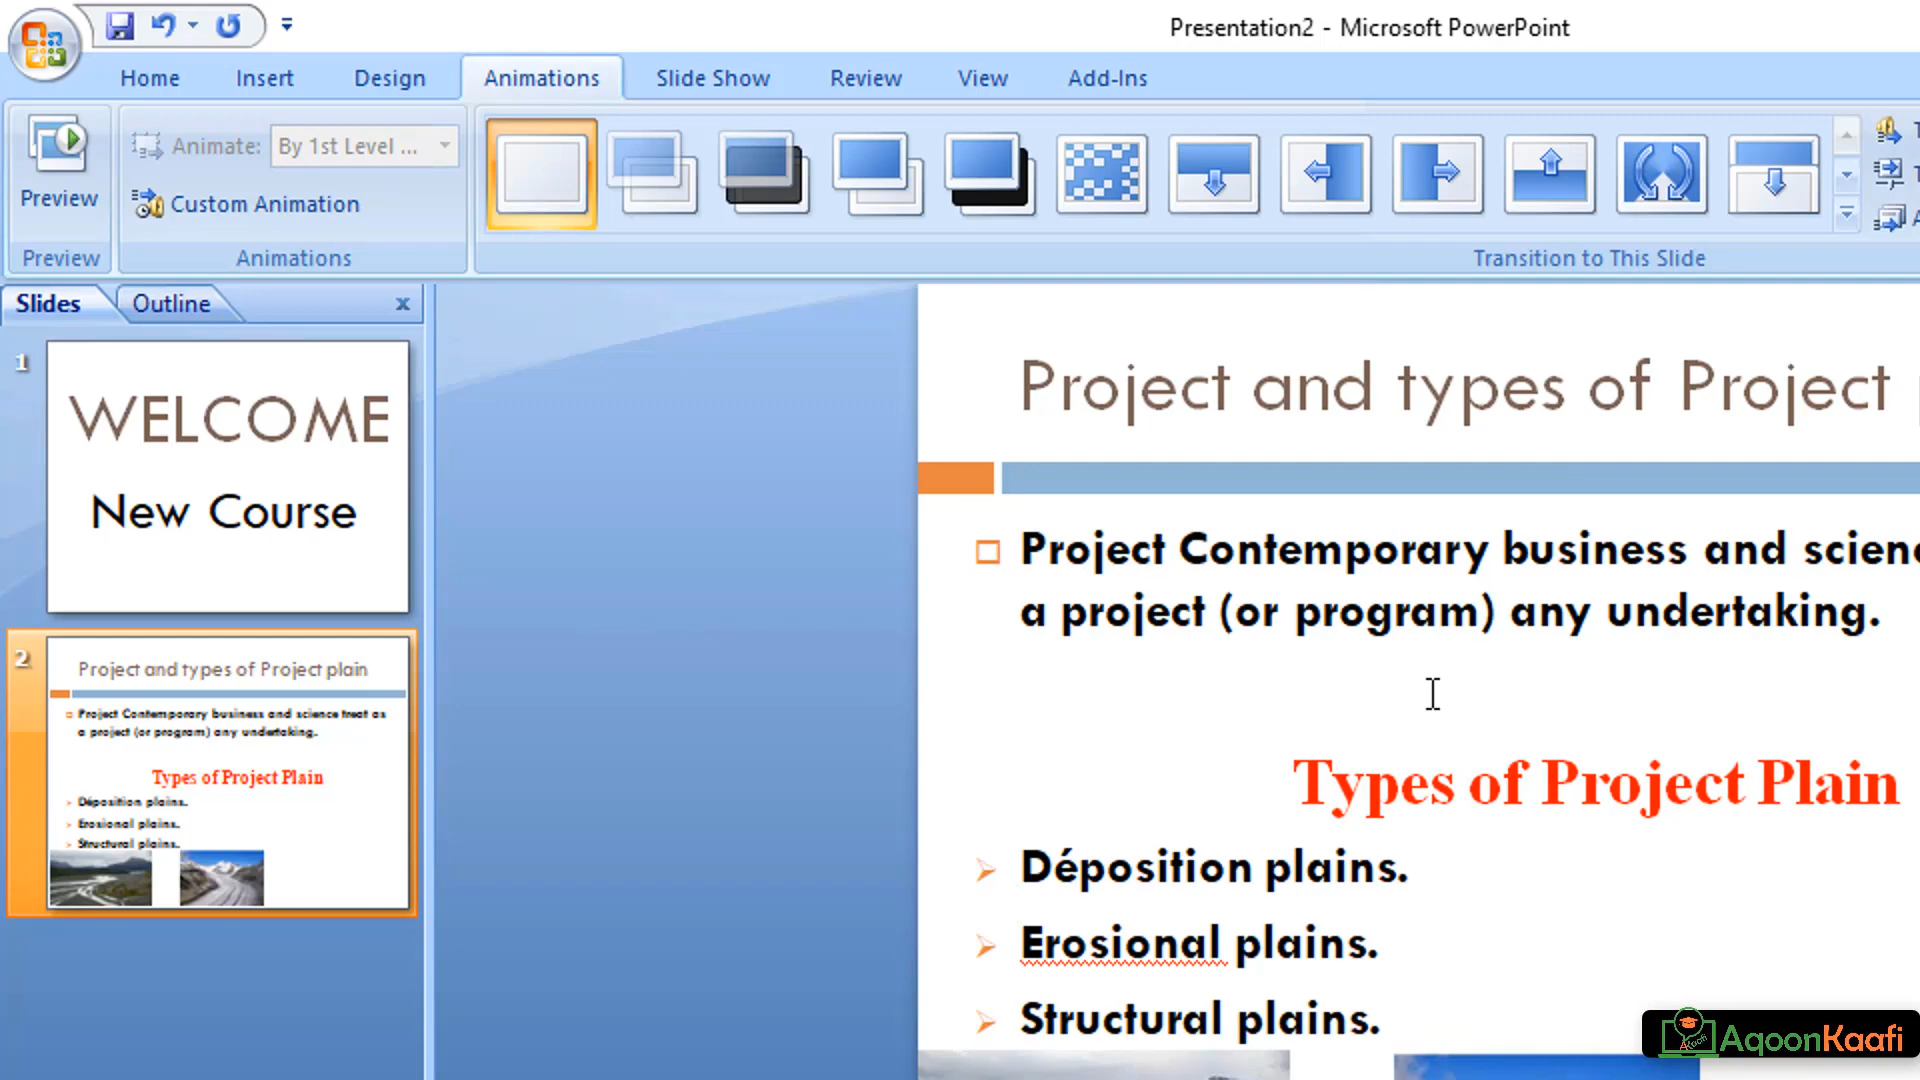 Presentation2 - Microsoft PowerPoint
Home Insert Design Animations Slide Show Review View Add-Ins
Animate: By 1st Level ...
Preview
Custom Animation
Preview Animations Transition to This Slide
Slides Outline x
1
WELCOME
New Course
2
Project and types of Project plain
Project Contemporary business and science treat as
a project (or program) any undertaking.
Types of Project Plain
Déposition plains.
Erosional plains.
Structural plains.
Project and types of Project
Project Contemporary business and scienc
a project (or program) any undertaking.
Types of Project Plain
Déposition plains.
Erosional plains.
Structural plains.
AqoonKaafi